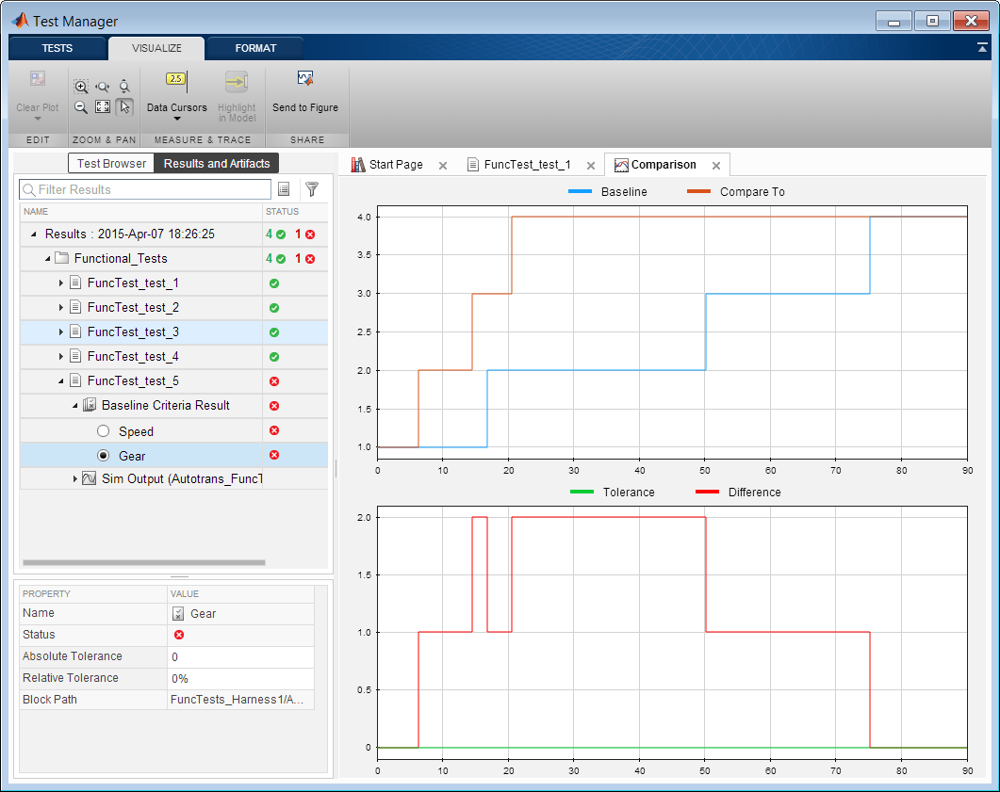 Test Manager
TESTS VISUALIZE FORMAT
2.5
Clear Plot Data Cursors Highlight in Model Send to Figure
EDIT ZOOM & PAN MEASURE & TRACE SHARE
Test Browser Results and Artifacts
Filter Results
NAME STATUS
Results : 2015-Apr-07 18:26:25 4 1
Functional_Tests 4 1
FuncTest_test_1
FuncTest_test_2
FuncTest_test_3
FuncTest_test_4
FuncTest_test_5
Baseline Criteria Result
Speed
Gear
Sim Output (Autotrans_FuncT
PROPERTY VALUE
Name Gear
Status
Absolute Tolerance 0
Relative Tolerance 0%
Block Path FuncTests_Harness1/A...
Start Page FuncTest_test_1 Comparison
Baseline Compare To
4.0
3.5
3.0
2.5
2.0
1.5
1.0
0 10 20 30 40 50 60 70 80 90
Tolerance Difference
2.0
1.5
1.0
0.5
0
0 10 20 30 40 50 60 70 80 90